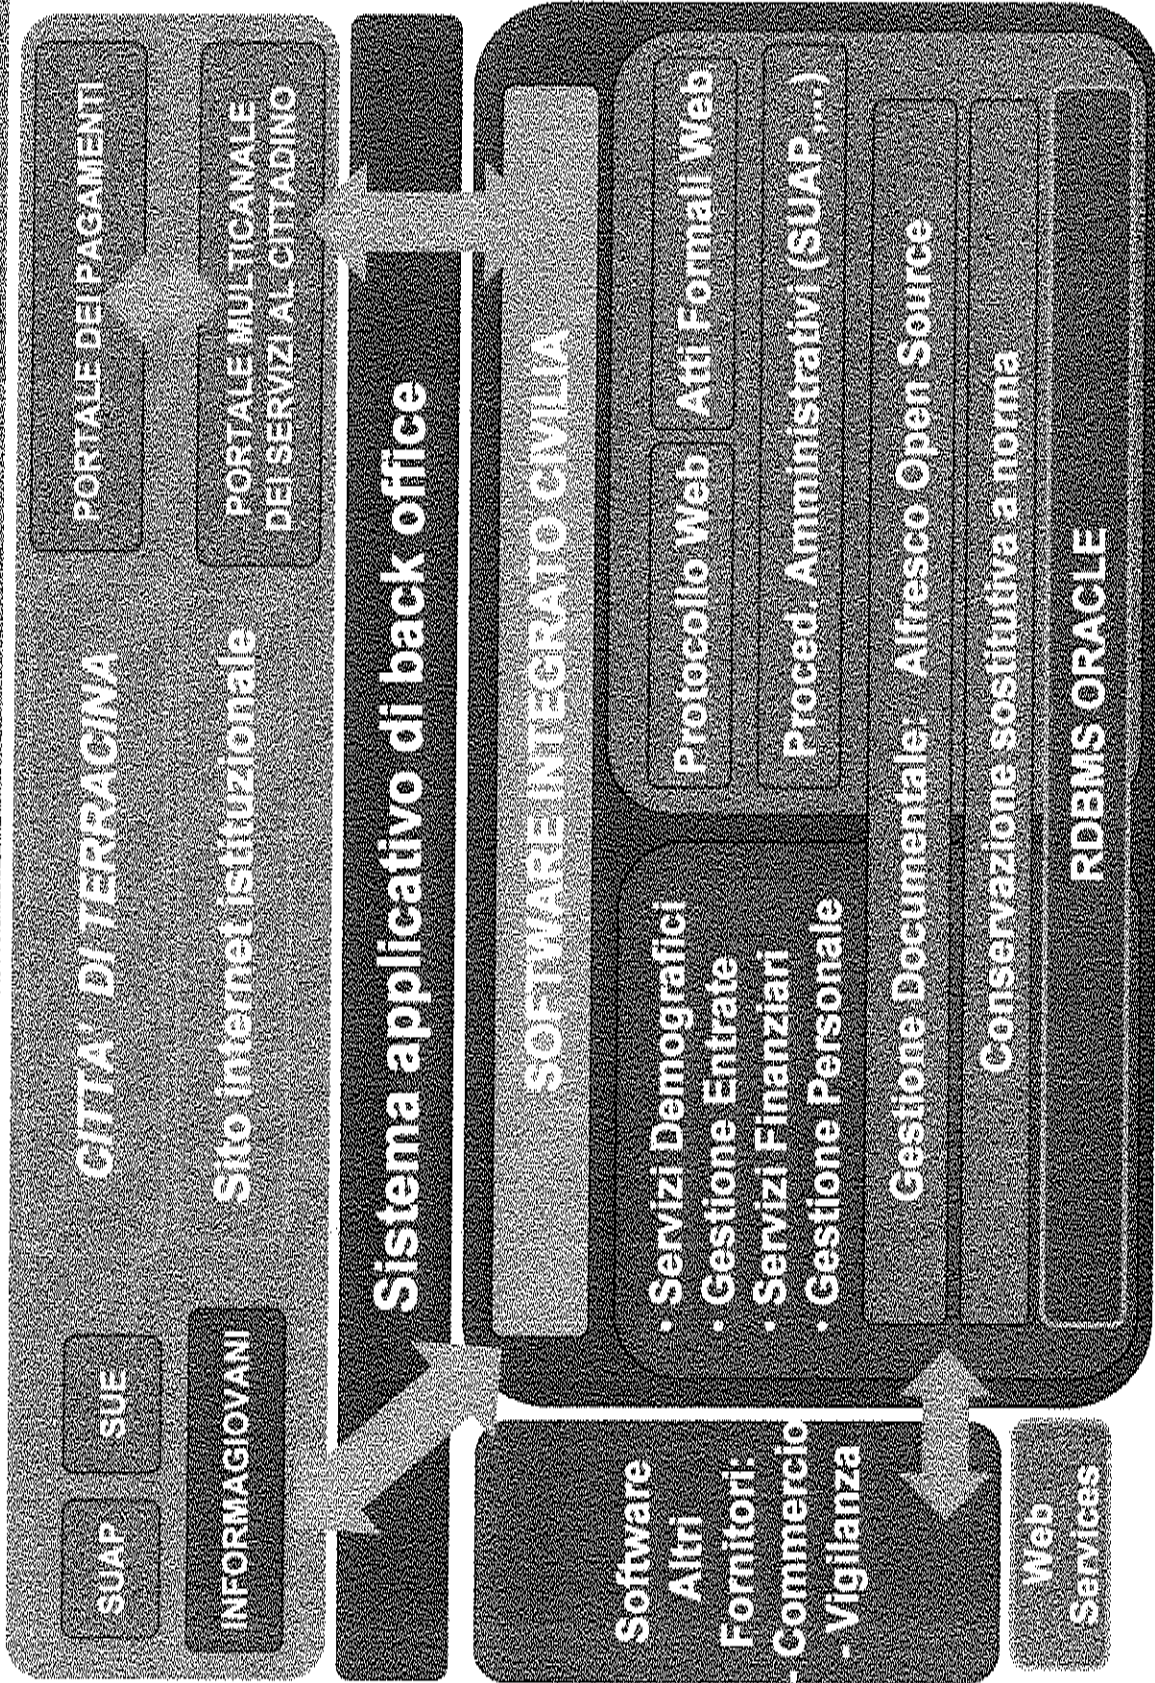 SUAP
SUE
INFORMAGIOVANI
CITTA' DI TERRACINA
Sito internet istituzionale
PORTALE DEI PAGAMENTI
PORTALE MULTICANALE
DEI SERVIZI AL CITTADINO
Sistema applicativo di back office
SOFTWARE INTEGRATO CIVILIA
• Servizi Demografici
• Gestione Entrate
• Servizi Finanziari
• Gestione Personale
Protocollo Web
Atti Formali Web
Proced. Amministrativi (SUAP,...)
Gestione Documentale: Alfresco Open Source
Conservazione sostitutiva a norma
RDBMS ORACLE
Software
Altri
Fornitori:
- Commercio
- Vigilanza
Web
Services